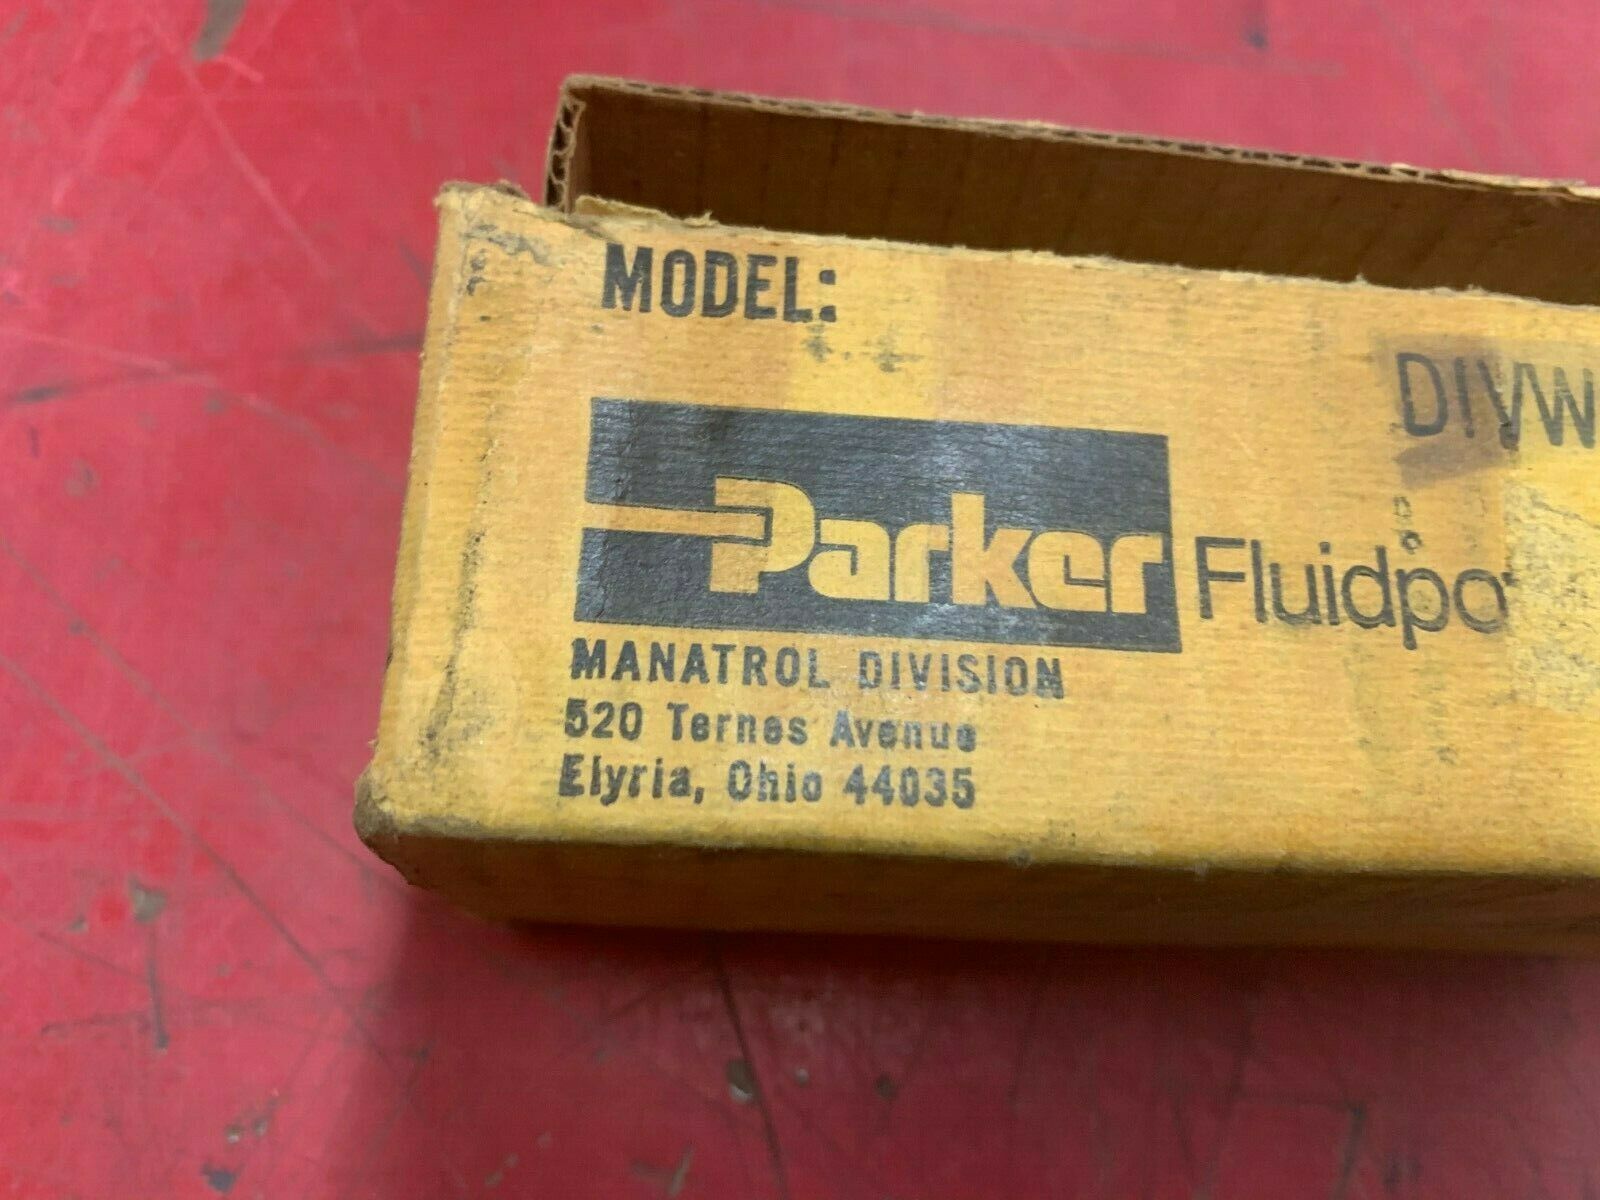 MODEL:
DIVW
Parker Fluidpo
MANATROL DIVISION
520 Ternes Avenue
Elyria, Ohio 44035